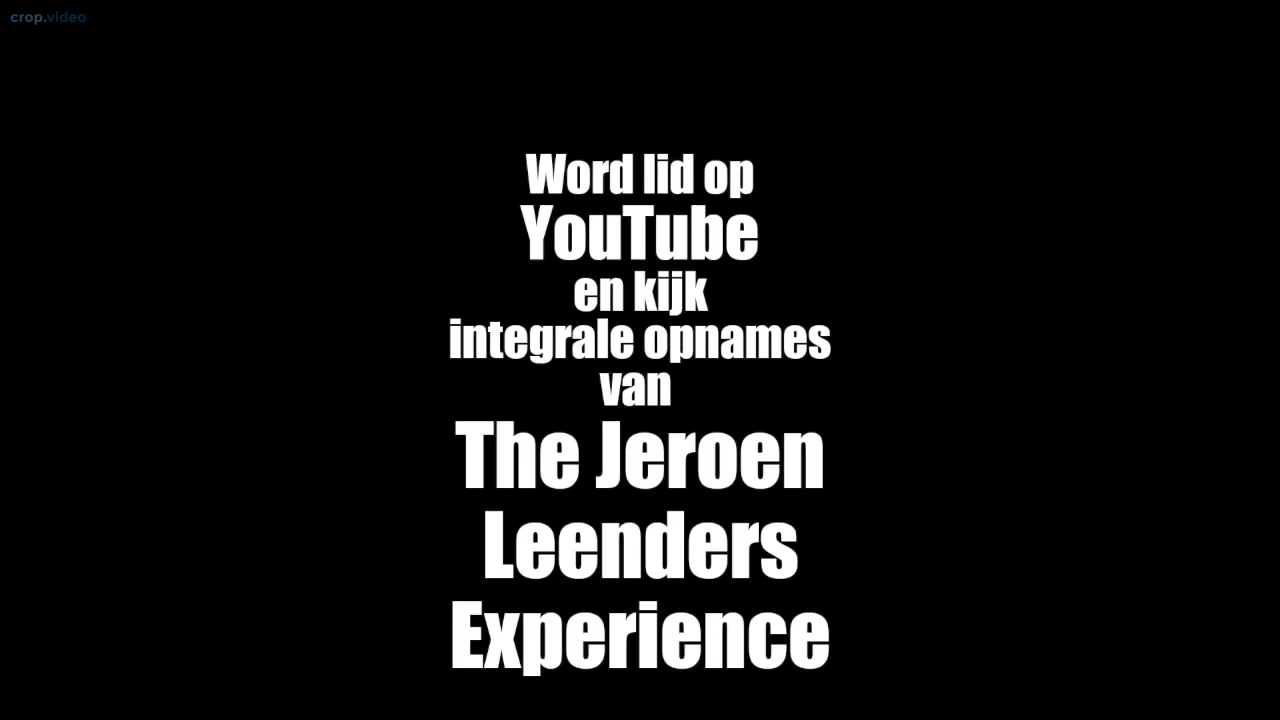 crop.video
Word lid op
YouTube
en kijk
integrale opnames
van
The Jeroen
Leenders
Experience